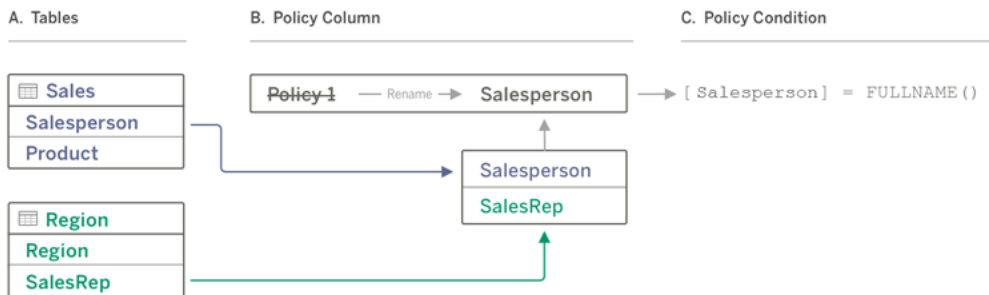 A. Tables
B. Policy Column
C. Policy Condition
Sales
Salesperson
Product
Policy 1
Rename
Salesperson
[Salesperson] = FULLNAME()
Salesperson
SalesRep
Region
Region
SalesRep